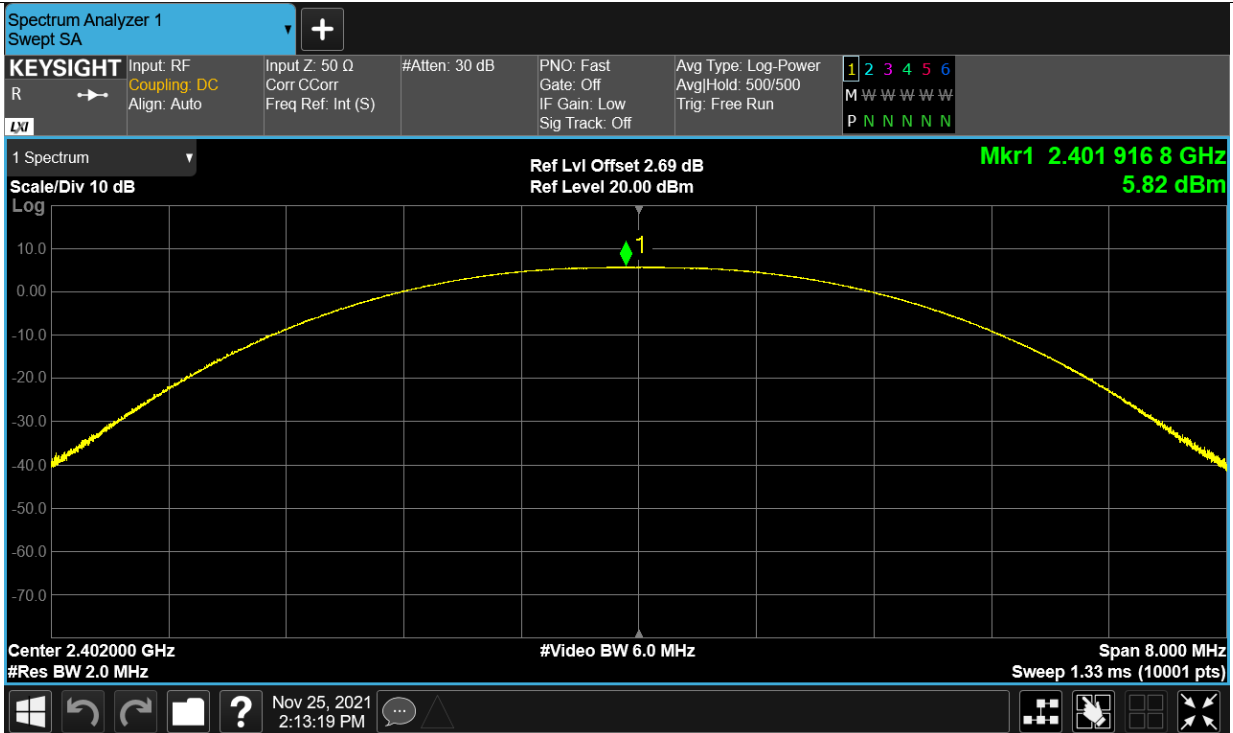 Spectrum Analyzer 1
Swept SA
KEYSIGHT
R
LXI
Input: RF
Coupling: DC
Align: Auto
Input Z: 50 Ω
Corr CCorr
Freq Ref: Int (S)
#Atten: 30 dB
PNO: Fast
Gate: Off
IF Gain: Low
Sig Track: Off
Avg Type: Log-Power
Avg|Hold: 500/500
Trig: Free Run
1 2 3 4 5 6
M W W W W W
P N N N N N
1 Spectrum
Scale/Div 10 dB
Log
Ref Lvl Offset 2.69 dB
Ref Level 20.00 dBm
Mkr1 2.401 916 8 GHz
5.82 dBm
1
10.0
0.00
-10.0
-20.0
-30.0
-40.0
-50.0
-60.0
-70.0
Center 2.402000 GHz
#Video BW 6.0 MHz
Span 8.000 MHz
#Res BW 2.0 MHz
Sweep 1.33 ms (10001 pts)
?
Nov 25, 2021
2:13:19 PM